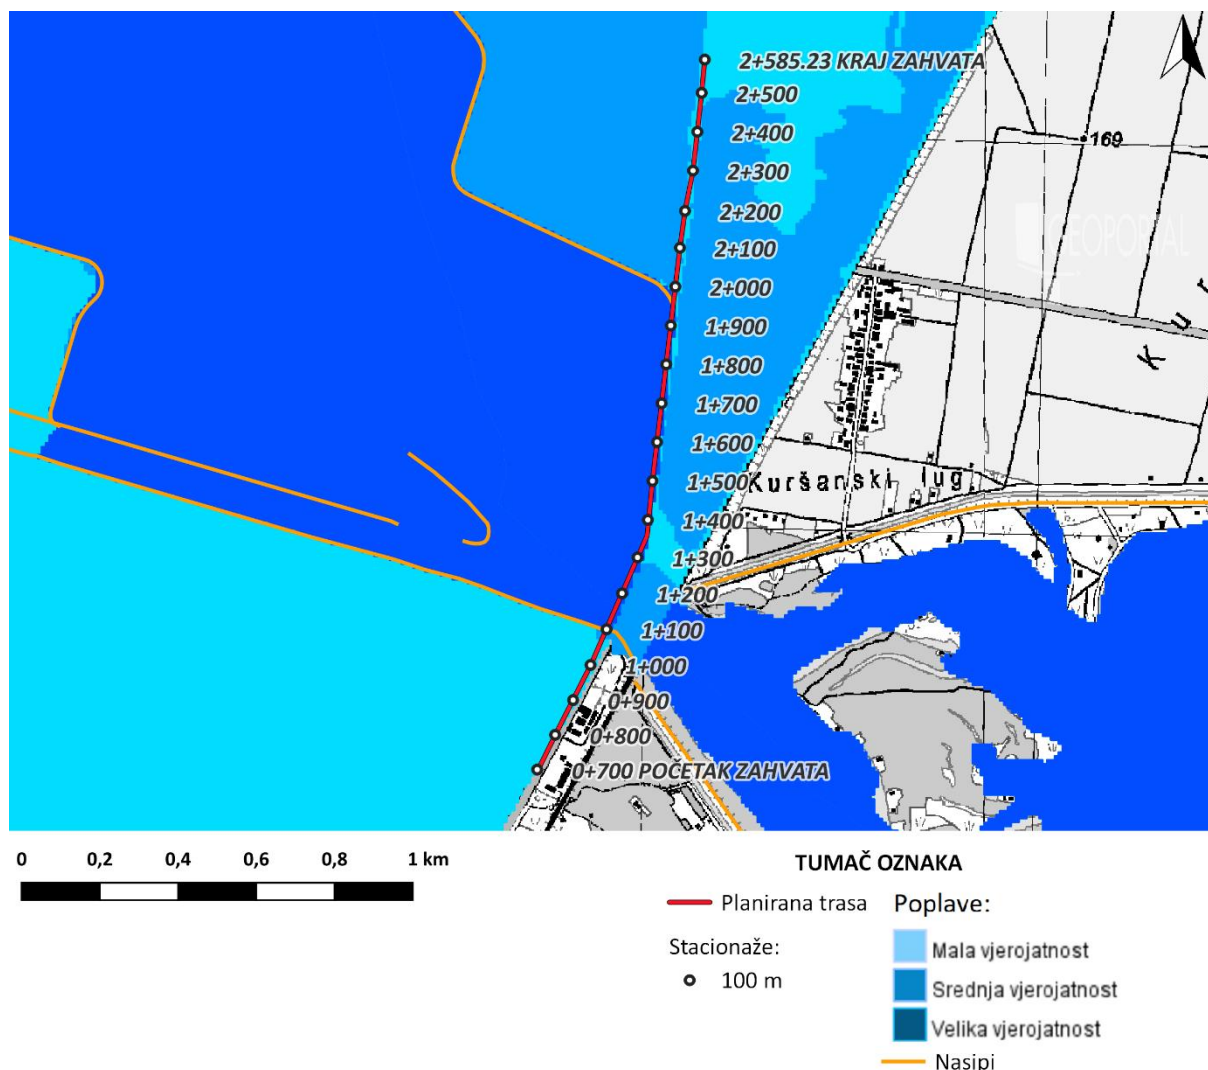 2+585.23 KRAJ ZAHVATA
2+500
2+400
169
2+300
2+200
GEOPORTAL
2+100
2+000
1+900
K u r
1+800
1+700
1+600
1+500
Kuršanski lug
1+400
1+300
1+200
1+100
1+000
0+900
0+800
0+700 POČETAK ZAHVATA
0 0,2 0,4 0,6 0,8 1 km
TUMAČ OZNAKA
Planirana trasa
Poplave:
Stacionaže:
100 m
Mala vjerojatnost
Srednja vjerojatnost
Velika vjerojatnost
Nasipi